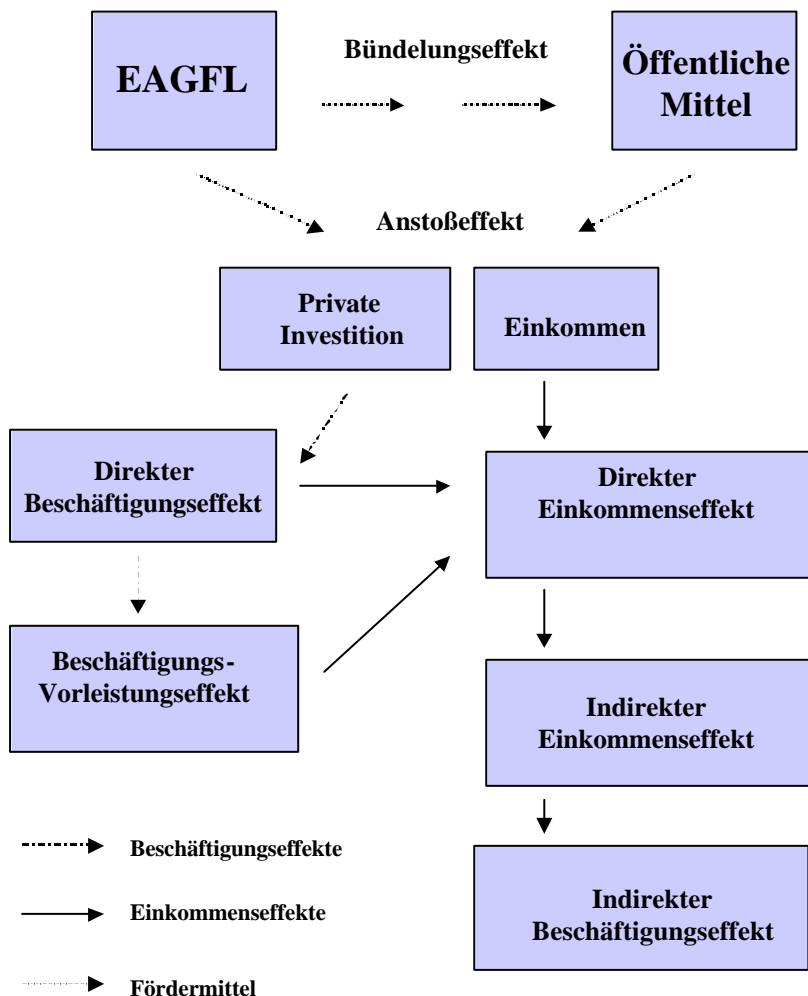 EAGFL
Bündelungseffekt
Öffentliche
Mittel
Anstoßeffekt
Private
Investition
Einkommen
Direkter
Beschäftigungseffekt
Direkter
Einkommenseffekt
Beschäftigungs-
Vorleistungseffekt
Indirekter
Einkommenseffekt
Indirekter
Beschäftigungseffekt
Beschäftigungseffekte
Einkommenseffekte
Fördermittel